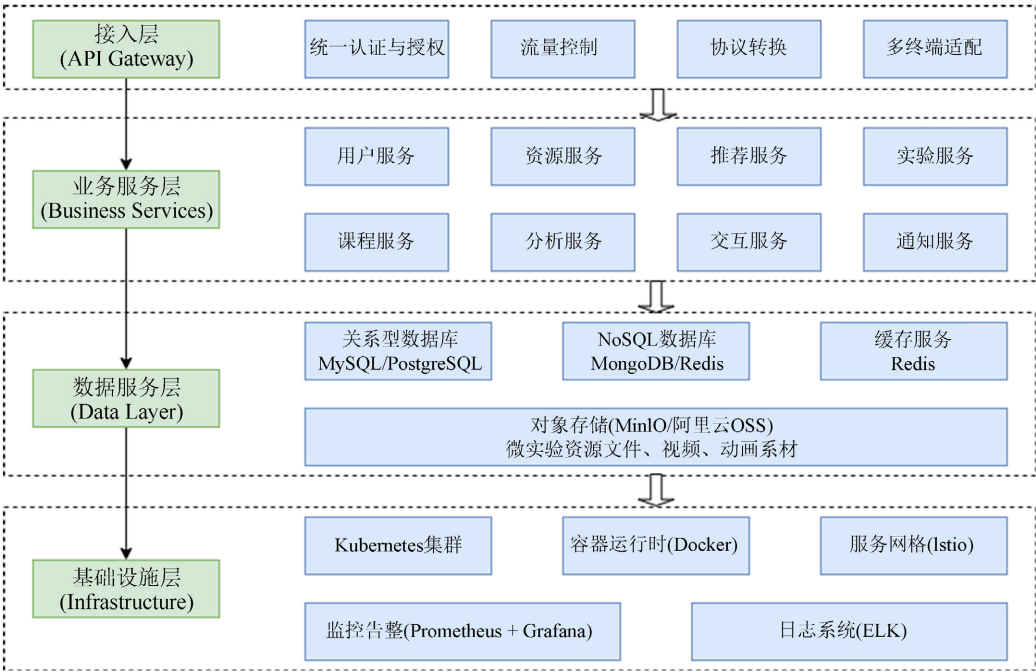 接入层
(API Gateway)
统一认证与授权
流量控制
协议转换
多终端适配
业务服务层
(Business Services)
用户服务
资源服务
推荐服务
实验服务
课程服务
分析服务
交互服务
通知服务
数据服务层
(Data Layer)
关系型数据库
MySQL/PostgreSQL
NoSQL数据库
MongoDB/Redis
缓存服务
Redis
对象存储(MinIO/阿里云OSS)
微实验资源文件、视频、动画系材
基础设施层
(Infrastructure)
Kubernetes集群
容器运行时(Docker)
服务网格(lstio)
监控告整(Prometheus + Grafana)
日志系统(ELK)